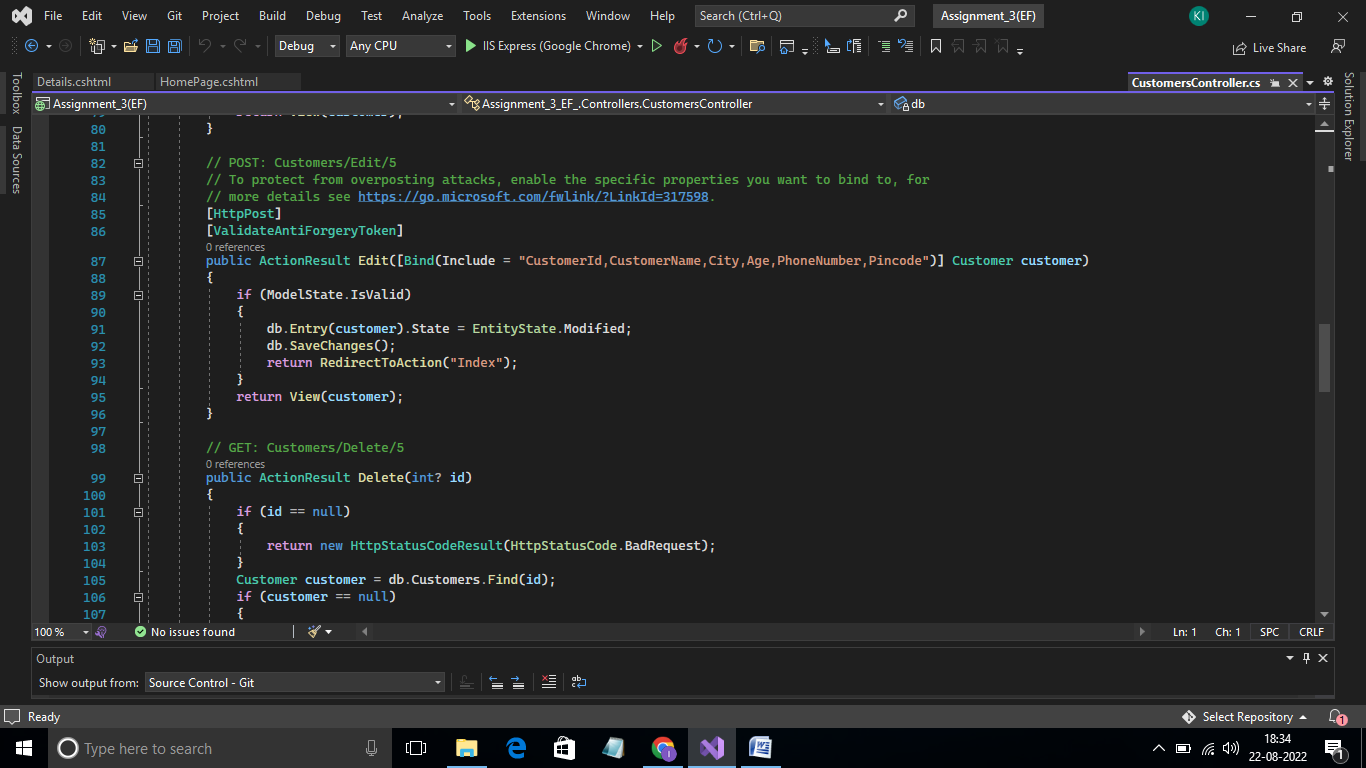 File Edit View Git Project Build Debug Test Analyze Tools Extensions Window Help Search (Ctrl+Q) Assignment_3(EF) KI
Debug Any CPU IIS Express (Google Chrome) Live Share
Toolbox
Data Sources
Solution Explorer
Details.cshtml HomePage.cshtml CustomersController.cs
Assignment_3(EF) Assignment_3_EF_.Controllers.CustomersController db
80 }
81
82 // POST: Customers/Edit/5
83 // To protect from overposting attacks, enable the specific properties you want to bind to, for
84 // more details see https://go.microsoft.com/fwlink/?LinkId=317598.
85 [HttpPost]
86 [ValidateAntiForgeryToken]
0 references
87 public ActionResult Edit([Bind(Include = "CustomerId,CustomerName,City,Age,PhoneNumber,Pincode")] Customer customer)
88 {
89 if (ModelState.IsValid)
90 {
91 db.Entry(customer).State = EntityState.Modified;
92 db.SaveChanges();
93 return RedirectToAction("Index");
94 }
95 return View(customer);
96 }
97
98 // GET: Customers/Delete/5
0 references
99 public ActionResult Delete(int? id)
100 {
101 if (id == null)
102 {
103 return new HttpStatusCodeResult(HttpStatusCode.BadRequest);
104 }
105 Customer customer = db.Customers.Find(id);
106 if (customer == null)
107 {
100 % No issues found Ln: 1 Ch: 1 SPC CRLF
Output
Show output from: Source Control - Git
Ready Select Repository 1
Type here to search 18:34
22-08-2022 1